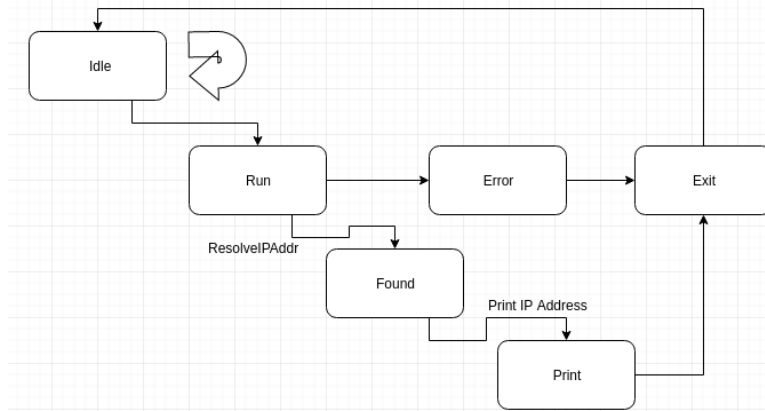 Idle
Run
Error
Exit
ResolveIPAddr
Found
Print IP Address
Print